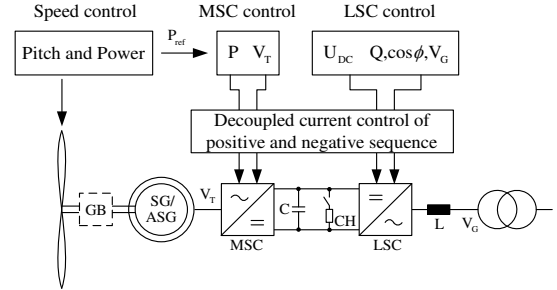 Speed control
MSC control
LSC control
Pitch and Power
P_ref
P V_T
U_DC Q,cosϕ,V_G
Decoupled current control of
positive and negative sequence
GB
SG/
ASG
V_T
MSC
C
CH
LSC
L
V_G